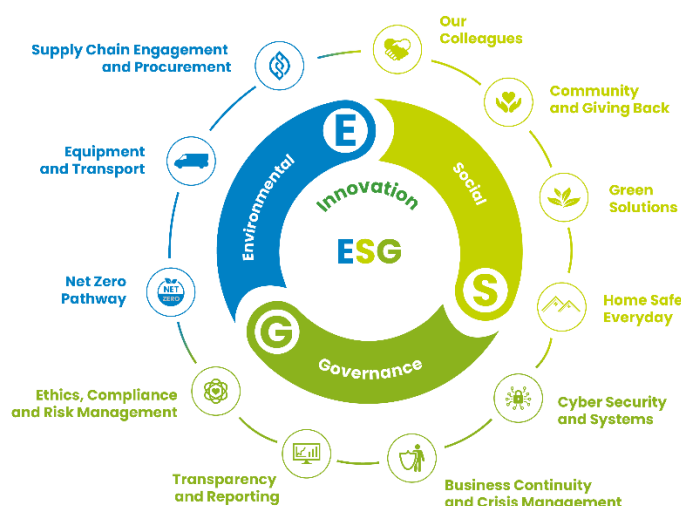 Our
Colleagues
Supply Chain Engagement
and Procurement
Community
and Giving Back
E
Equipment
and Transport
Environmental
Social
Innovation
Green
Solutions
ESG
Net Zero
Pathway
NET
ZERO
S
Home Safe
Everyday
G
Governance
Ethics, Compliance
and Risk Management
Cyber Security
and Systems
Transparency
and Reporting
Business Continuity
and Crisis Management